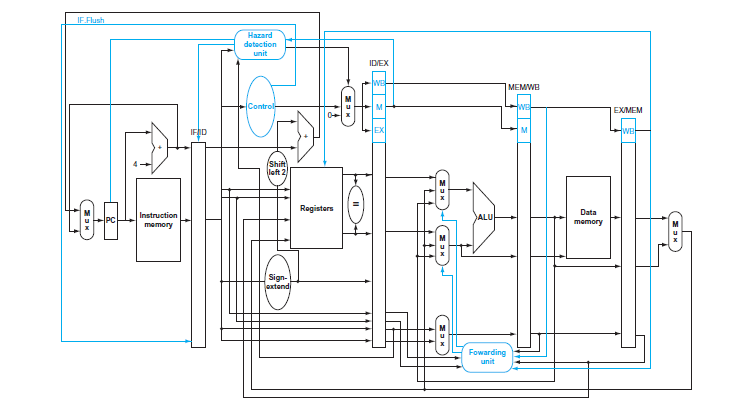 IF.Flush
Hazard
detection
unit
ID/EX
WB
MEM/WB
Control
M
u
x
0
M
WB
EX/MEM
IF/ID
EX
M
WB
+
+
4
Shift
left 2
M
u
x
PC
Instruction
memory
Registers
=
M
u
x
ALU
M
u
x
Data
memory
M
u
x
Sign-
extend
M
u
x
Fowarding
unit